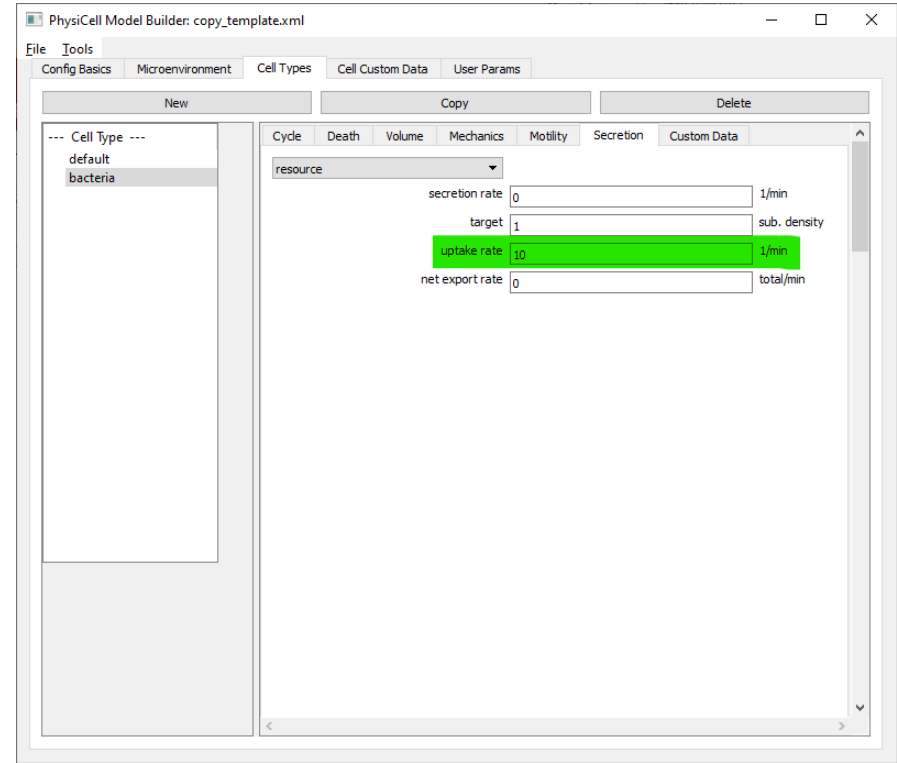 PhysiCell Model Builder: copy_template.xml
File Tools
Config Basics Microenvironment Cell Types Cell Custom Data User Params
New Copy Delete
--- Cell Type ---
default
bacteria
Cycle Death Volume Mechanics Motility Secretion Custom Data
resource
secretion rate 0 1/min
target 1 sub. density
uptake rate 10 1/min
net export rate 0 total/min